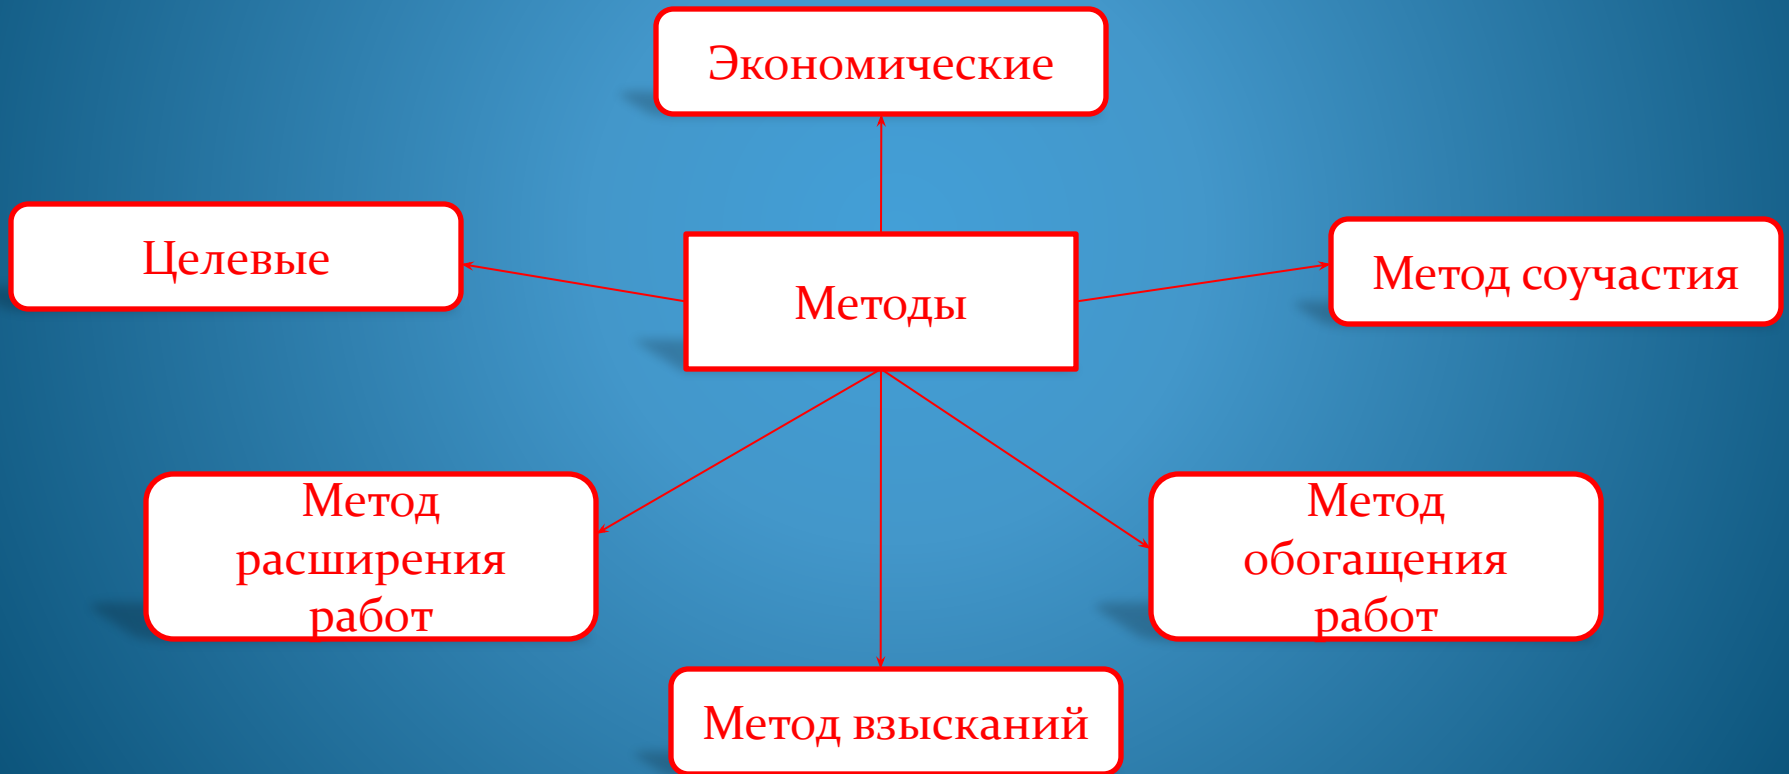 Экономические
Целевые
Методы
Метод соучастия
Метод
расширения
работ
Метод
обогащения
работ
Метод взысканий